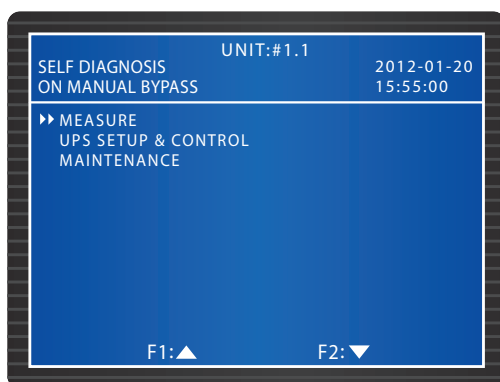 UNIT:#1.1
SELF DIAGNOSIS 2012-01-20
ON MANUAL BYPASS 15:55:00
MEASURE
UPS SETUP & CONTROL
MAINTENANCE
F1:▲ F2:▼